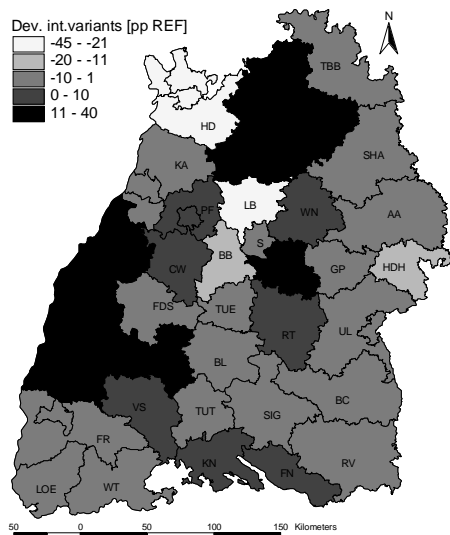 Dev. int.variants [pp REF]
-45 - -21
-20 - -11
-10 - 1
0 - 10
11 - 40
N
TBB
HD
SHA
KA
PF
LB
WN
AA
S
BB
CW
GP
HDH
FDS
TUE
RT
UL
BL
VS
TUT
SIG
BC
FR
KN
FN
RV
LOE
WT
50 0 50 100 150 Kilometers